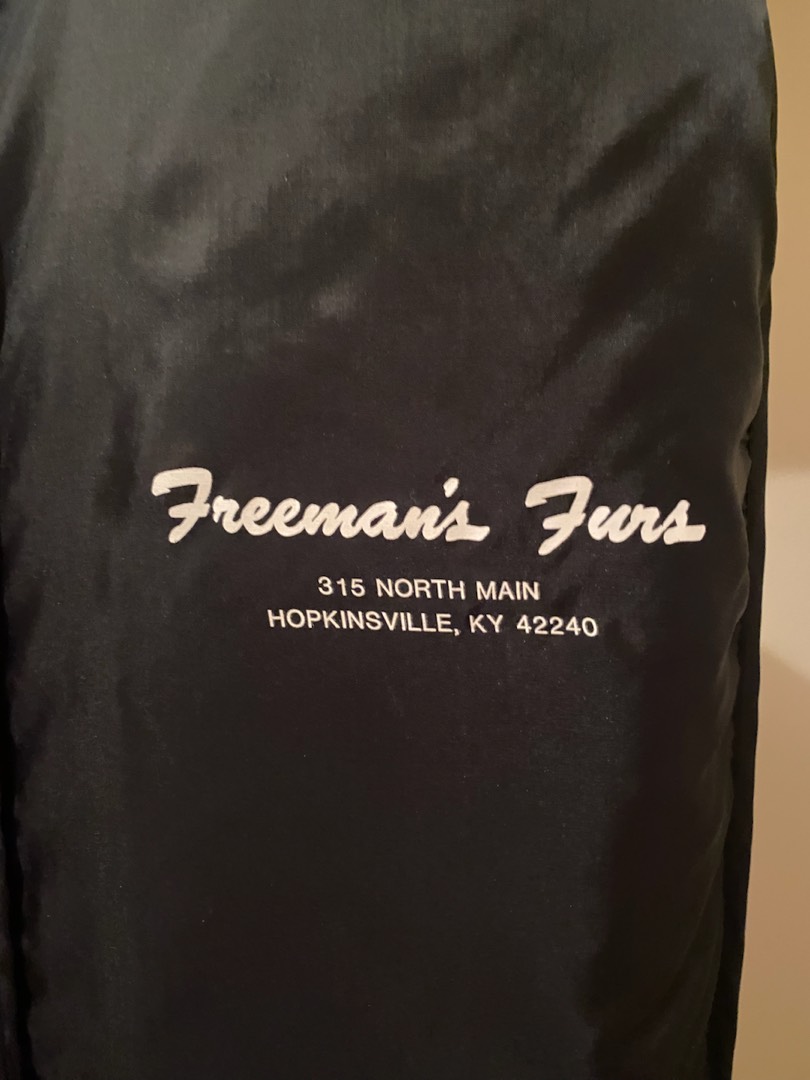 Freeman's Furs
315 NORTH MAIN
HOPKINSVILLE, KY 42240